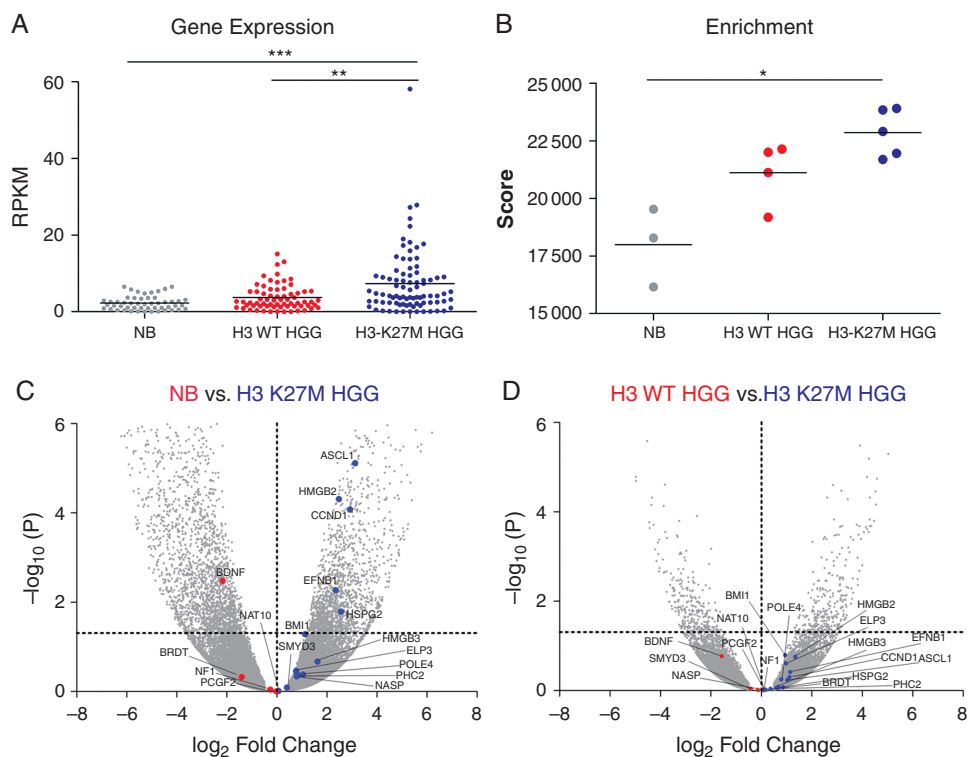 A
Gene Expression
***
**
60
40
20
0
RPKM
NB
H3 WT HGG
H3-K27M HGG
B
Enrichment
*
25 000
22 500
20 000
17 500
15 000
Score
NB
H3 WT HGG
H3-K27M HGG
C
NB vs. H3 K27M HGG
6
4
2
0
–log10 (P)
ASCL1
HMGB2
CCND1
BDNF
EFNB1
NAT10
HSPG2
BMI1
HMGB3
SMYD3
BRDT
ELP3
POLE4
NF1
PHC2
PCGF2
NASP
−8 −6 −4 −2 0 2 4 6 8
log2 Fold Change
D
H3 WT HGG vs.H3 K27M HGG
6
5
4
3
2
1
0
–log10 (P)
BMI1
POLE4
HMGB2
NAT10
ELP3
BDNF
PCGF2
HMGB3
EFNB1
SMYD3
NF1
CCND1
ASCL1
NASP
HSPG2
BRDT
PHC2
−8 −6 −4 −2 0 2 4 6 8
log2 Fold Change